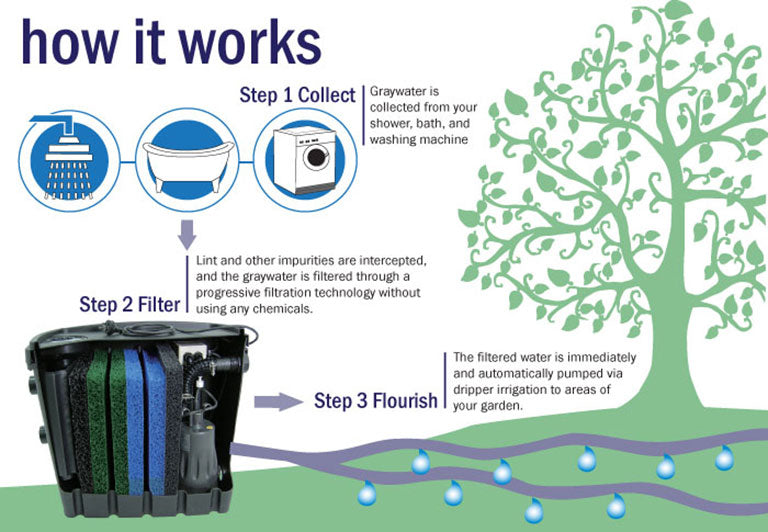 how it works
Step 1 Collect
Graywater is
collected from your
shower, bath, and
washing machine
Lint and other impurities are intercepted,
and the graywater is filtered through a
progressive filtration technology without
using any chemicals.
Step 2 Filter
Step 3 Flourish
The filtered water is immediately
and automatically pumped via
dripper irrigation to areas of
your garden.